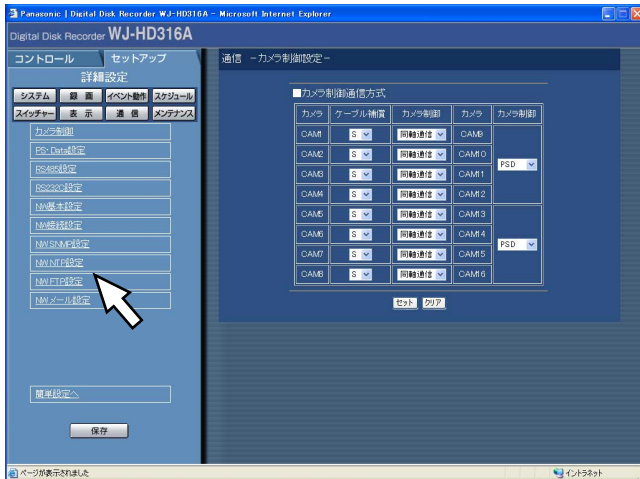 Panasonic | Digital Disk Recorder WJ-HD316A - Microsoft Internet Explorer
Digital Disk Recorder WJ-HD316A
コントロール
セットアップ
詳細設定
システム 録画 イベント動作 スケジュール
スイッチャー 表示 通信 メンテナンス
カメラ制御
PS・Data設定
RS485設定
RS232C設定
NW基本設定
NW接続設定
NW SNMP設定
NW NTP設定
NW FTP設定
NW メール設定
簡単設定へ
保存
通信 －カメラ制御設定－
■カメラ制御通信方式
カメラ ケーブル補償 カメラ制御 カメラ カメラ制御
CAM1 S 同軸通信 CAM9 PSD
CAM2 S 同軸通信 CAM10
CAM3 S 同軸通信 CAM11
CAM4 S 同軸通信 CAM12
CAM5 S 同軸通信 CAM13 PSD
CAM6 S 同軸通信 CAM14
CAM7 S 同軸通信 CAM15
CAM8 S 同軸通信 CAM16
セット クリア
ページが表示されました
イントラネット